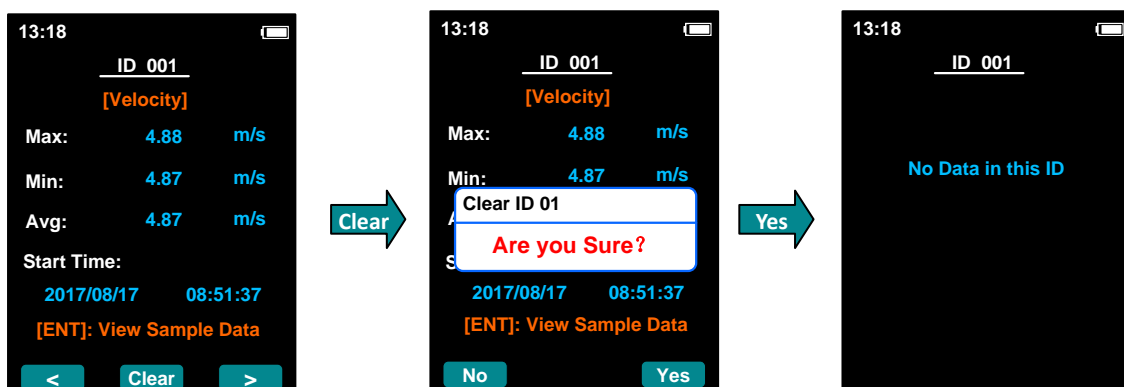 13:18
ID 001
[Velocity]
Max: 4.88 m/s
Min: 4.87 m/s
Avg: 4.87 m/s
Start Time:
2017/08/17 08:51:37
[ENT]: View Sample Data
< Clear >
Clear
13:18
ID 001
[Velocity]
Max: 4.88 m/s
Min: 4.87 m/s
Clear ID 01
Are you Sure？
2017/08/17 08:51:37
[ENT]: View Sample Data
No Yes
Yes
13:18
ID 001
No Data in this ID